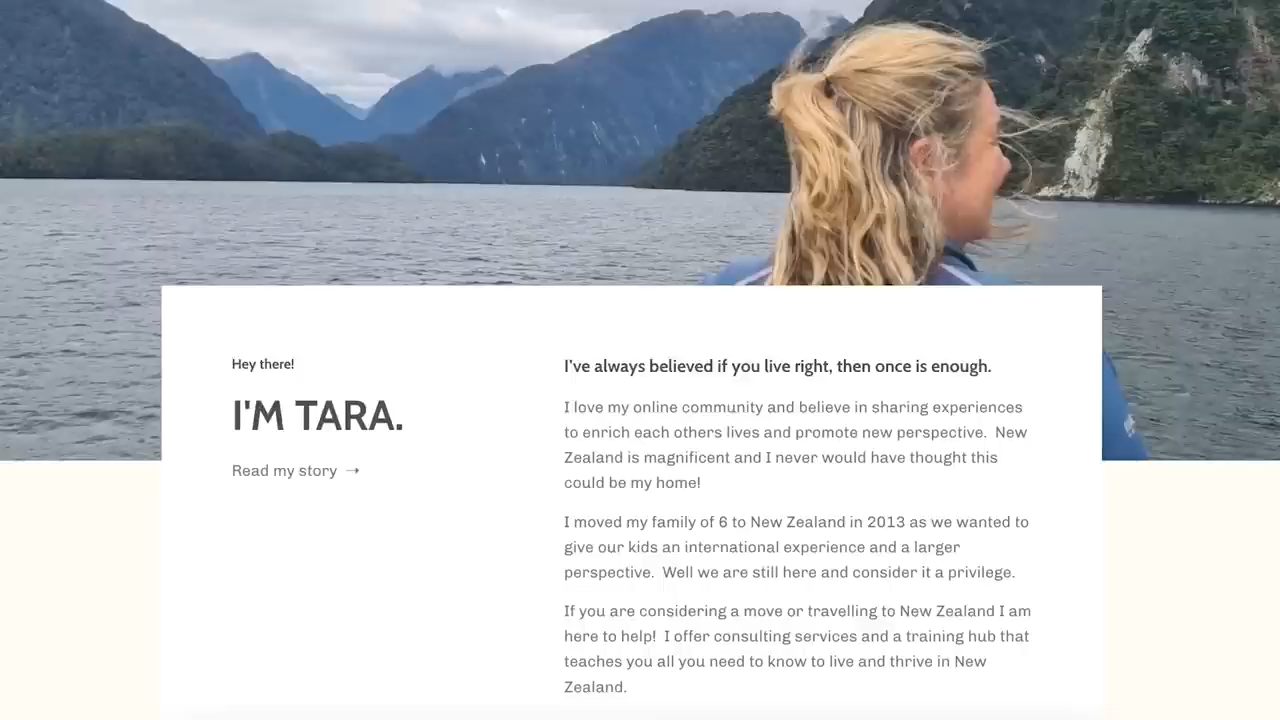 Hey there!
I'M TARA.
Read my story →
I've always believed if you live right, then once is enough.
I love my online community and believe in sharing experiences
to enrich each others lives and promote new perspective.  New
Zealand is magnificent and I never would have thought this
could be my home!
I moved my family of 6 to New Zealand in 2013 as we wanted to
give our kids an international experience and a larger
perspective.  Well we are still here and consider it a privilege.
If you are considering a move or travelling to New Zealand I am
here to help!  I offer consulting services and a training hub that
teaches you all you need to know to live and thrive in New
Zealand.